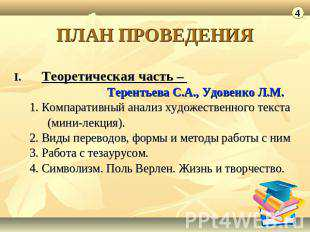 4
ПЛАН ПРОВЕДЕНИЯ
I. Теоретическая часть –
Терентьева С.А., Удовенко Л.М.
1. Компаративный анализ художественного текста
(мини-лекция).
2. Виды переводов, формы и методы работы с ним
3. Работа с тезаурусом.
4. Символизм. Поль Верлен. Жизнь и творчество.
PPt4WEB.ru